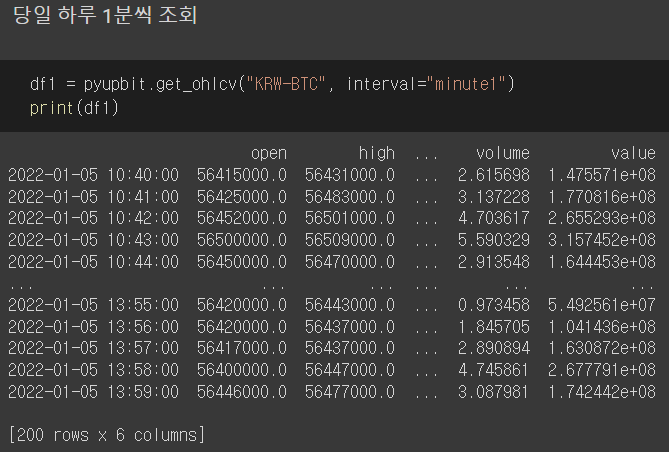 당일 하루 1분씩 조회
df1 = pyupbit.get_ohlcv("KRW-BTC", interval="minute1")
print(df1)
open high ... volume value
2022-01-05 10:40:00 56415000.0 56431000.0 ... 2.615698 1.475571e+08
2022-01-05 10:41:00 56425000.0 56483000.0 ... 3.137228 1.770816e+08
2022-01-05 10:42:00 56452000.0 56501000.0 ... 4.703617 2.655293e+08
2022-01-05 10:43:00 56500000.0 56509000.0 ... 5.590329 3.157452e+08
2022-01-05 10:44:00 56450000.0 56470000.0 ... 2.913548 1.644453e+08
... ... ... ... ... ...
2022-01-05 13:55:00 56420000.0 56443000.0 ... 0.973458 5.492561e+07
2022-01-05 13:56:00 56420000.0 56437000.0 ... 1.845705 1.041436e+08
2022-01-05 13:57:00 56417000.0 56437000.0 ... 2.890894 1.630872e+08
2022-01-05 13:58:00 56400000.0 56447000.0 ... 4.745861 2.677791e+08
2022-01-05 13:59:00 56446000.0 56477000.0 ... 3.087981 1.742442e+08
[200 rows x 6 columns]